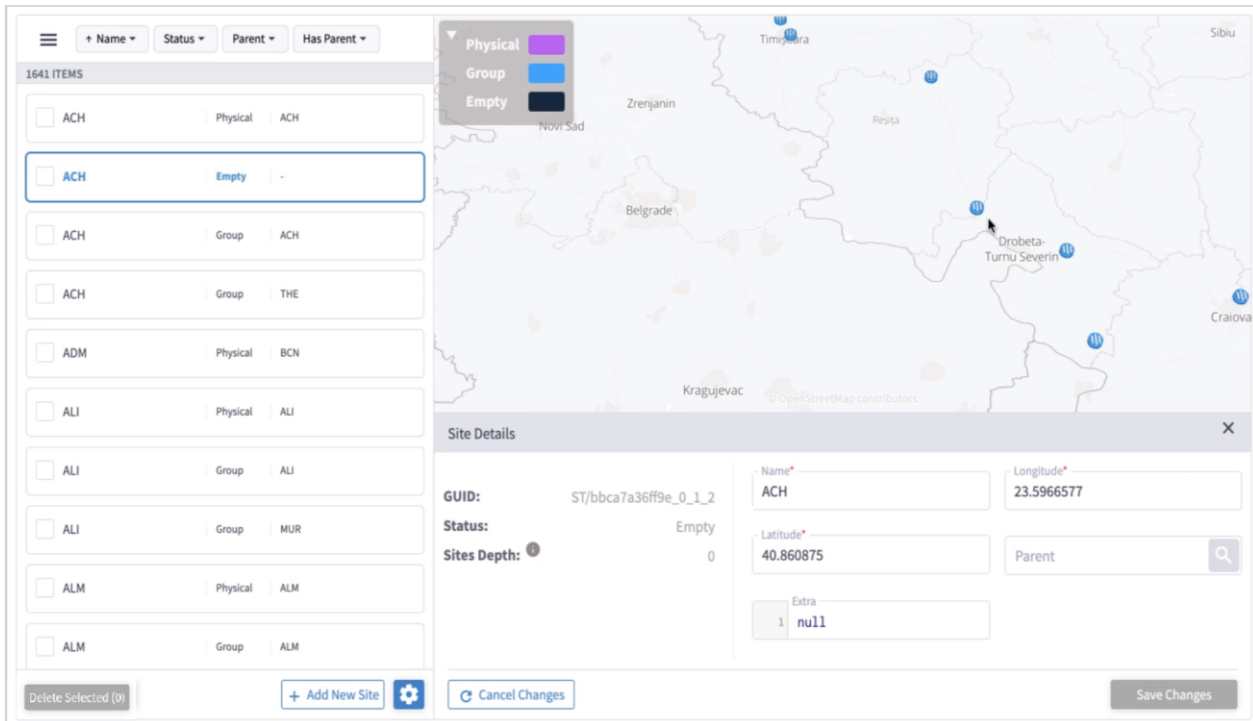 ↑ Name
Status
Parent
Has Parent
1641 ITEMS
ACH Physical ACH
ACH Empty -
ACH Group ACH
ACH Group THE
ADM Physical BCN
ALI Physical ALI
ALI Group ALI
ALI Group MUR
ALM Physical ALM
ALM Group ALM
Delete Selected (0)
+ Add New Site
Physical
Group
Empty
Timișoara
Sibiu
Zrenjanin
Novi Sad
Reșița
Belgrade
Drobeta-
Turnu Severin
Craiova
Kragujevac
© OpenStreetMap contributors
Site Details
GUID: ST/bbca7a36ff9e_0_1_2
Status: Empty
Sites Depth: 0
Name*
ACH
Longitude*
23.5966577
Latitude*
40.860875
Parent
Extra
1 null
Cancel Changes
Save Changes